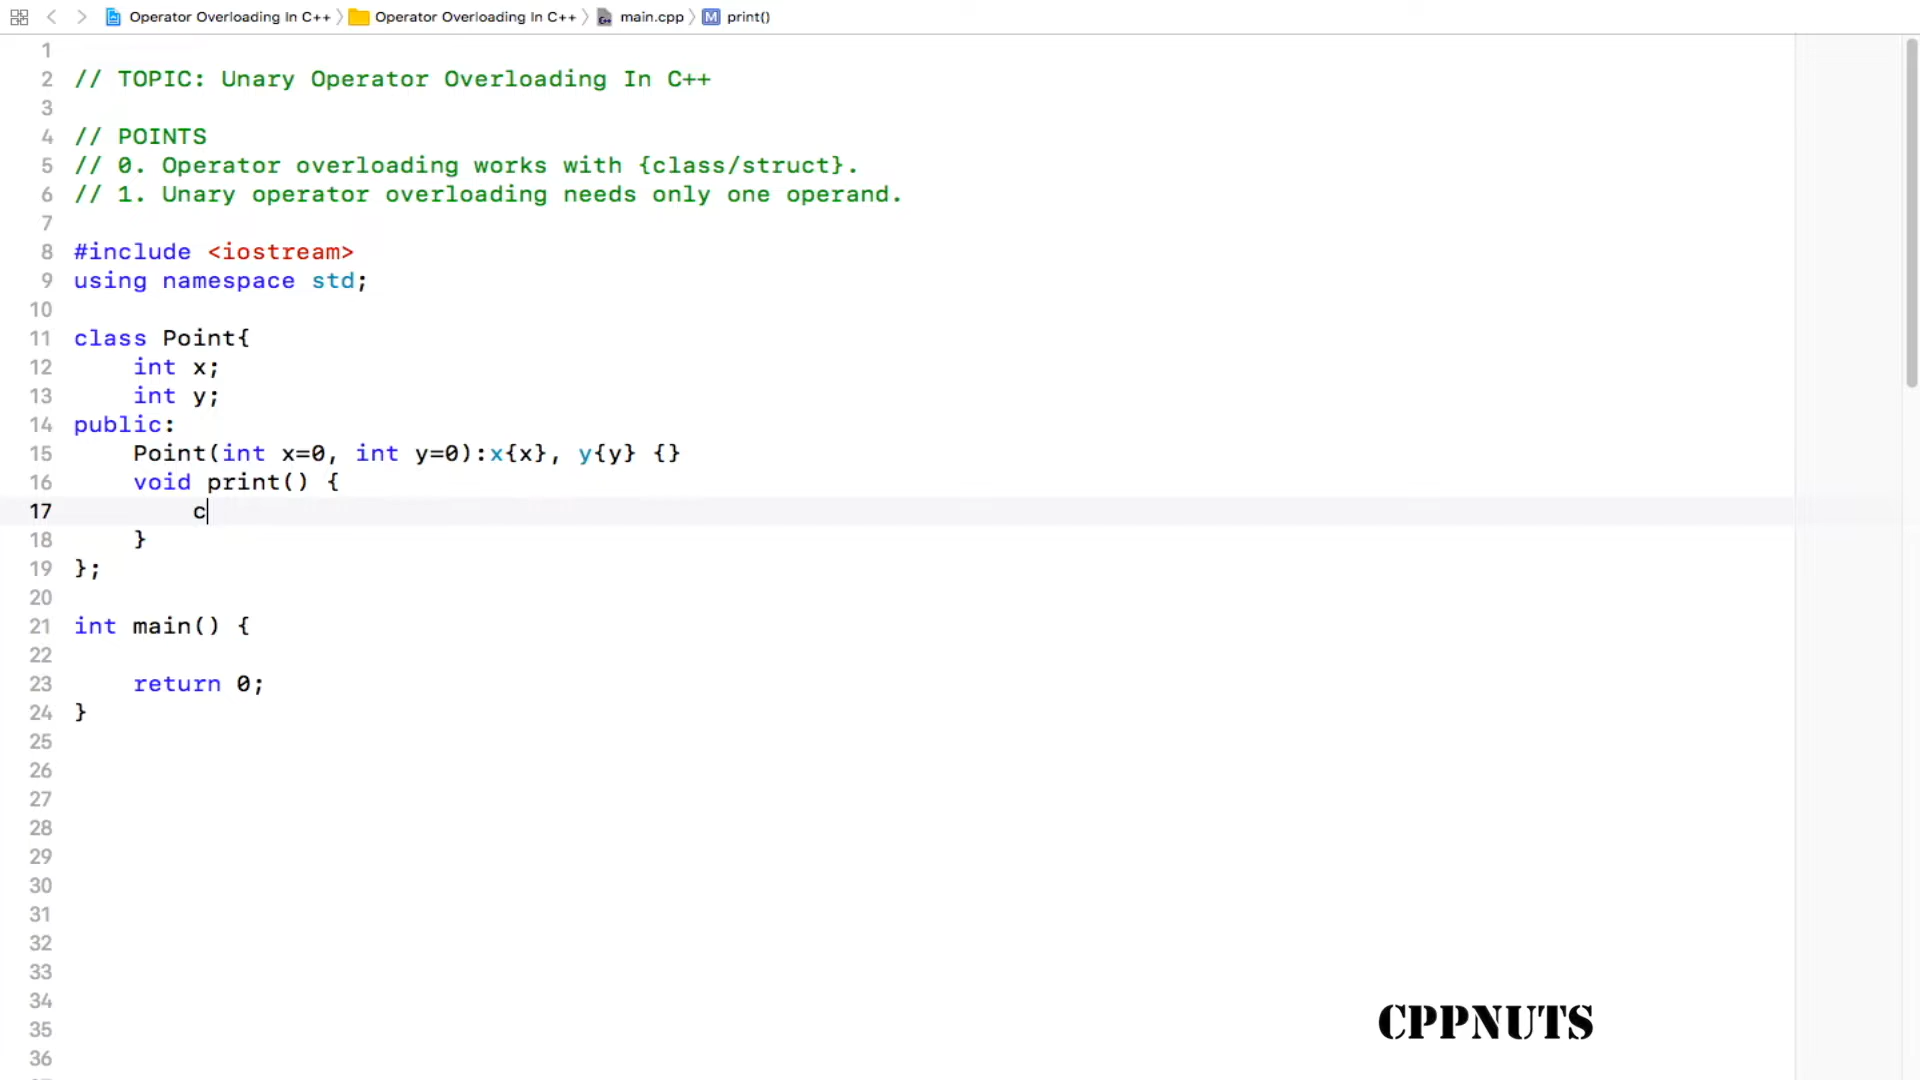 Operator Overloading In C++ 〉 Operator Overloading In C++ 〉 main.cpp 〉 M print()
1
2 // TOPIC: Unary Operator Overloading In C++
3
4 // POINTS
5 // 0. Operator overloading works with {class/struct}.
6 // 1. Unary operator overloading needs only one operand.
7
8 #include <iostream>
9 using namespace std;
10
11 class Point{
12     int x;
13     int y;
14 public:
15     Point(int x=0, int y=0):x{x}, y{y} {}
16     void print() {
17         c
18     }
19 };
20
21 int main() {
22
23     return 0;
24 }
25
26
27
28
29
30
31
32
33
34
35
36
CPPNUTS